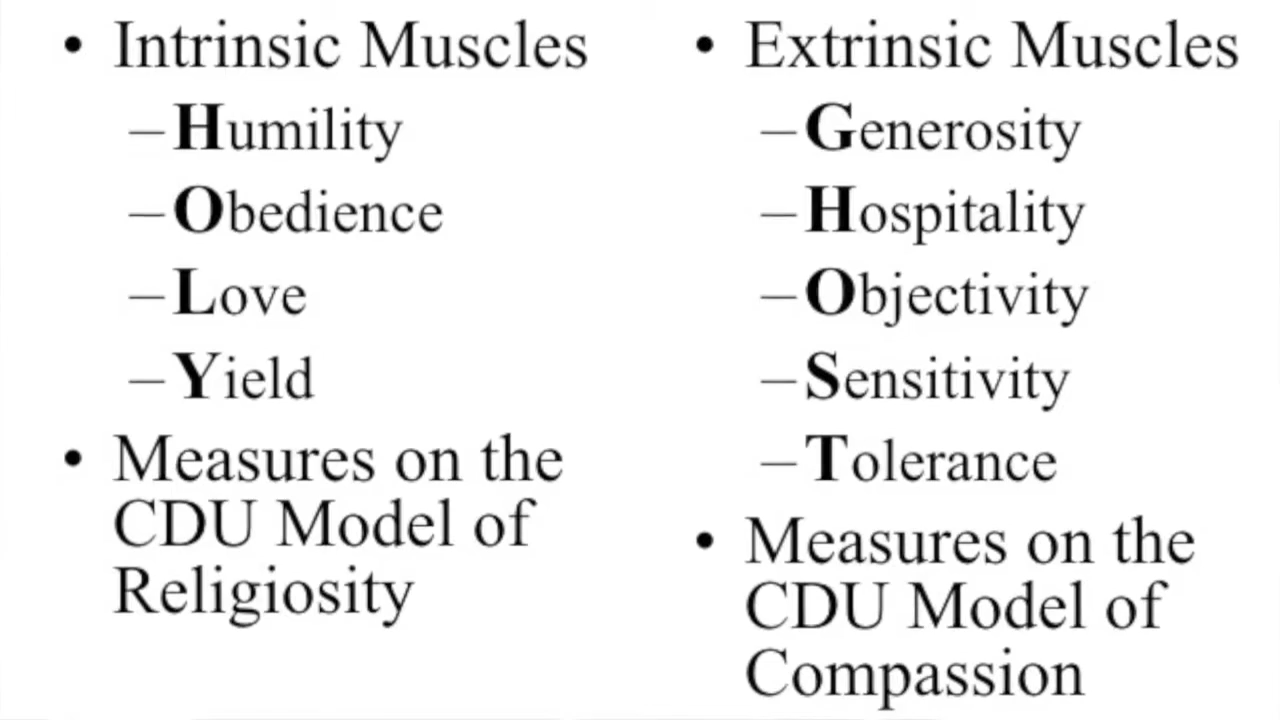 • Intrinsic Muscles
– Humility
– Obedience
– Love
– Yield
• Measures on the
CDU Model of
Religiosity
• Extrinsic Muscles
– Generosity
– Hospitality
– Objectivity
– Sensitivity
– Tolerance
• Measures on the
CDU Model of
Compassion